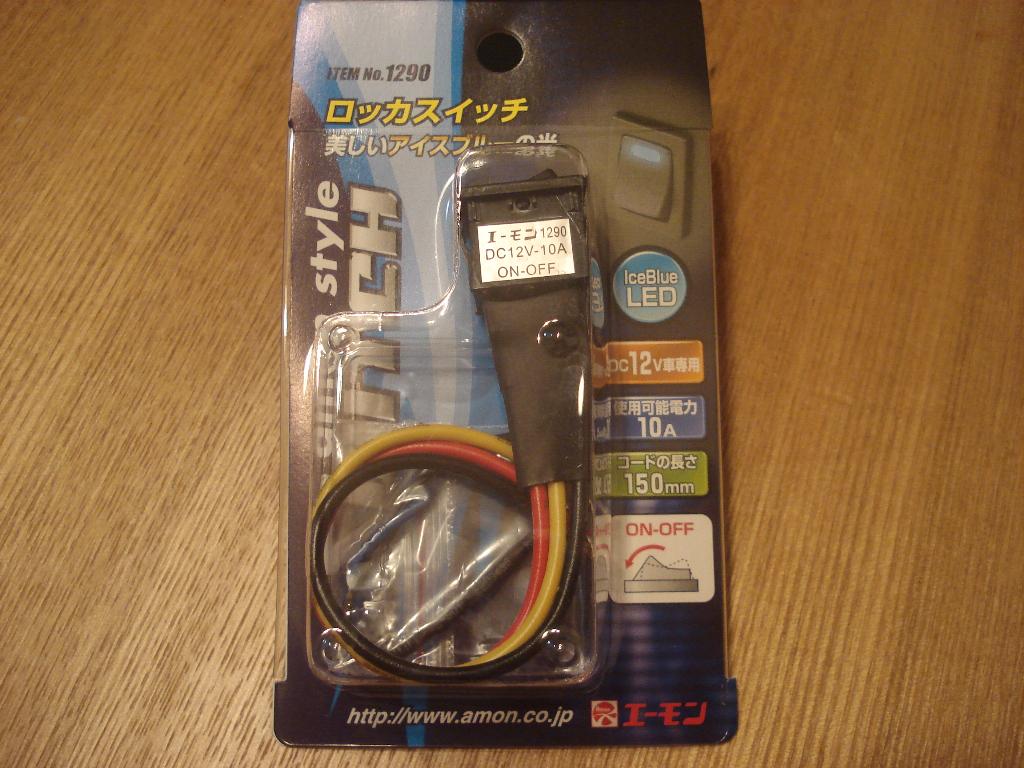 ITEM No.1290
ロッカスイッチ
美しいアイスブルーの光
style
エーモン 1290
DC12V-10A
ON-OFF
IceBlue
LED
DC12V車専用
使用可能電力
10A
コードの長さ
150mm
ON-OFF
http://www.amon.co.jp
エーモン